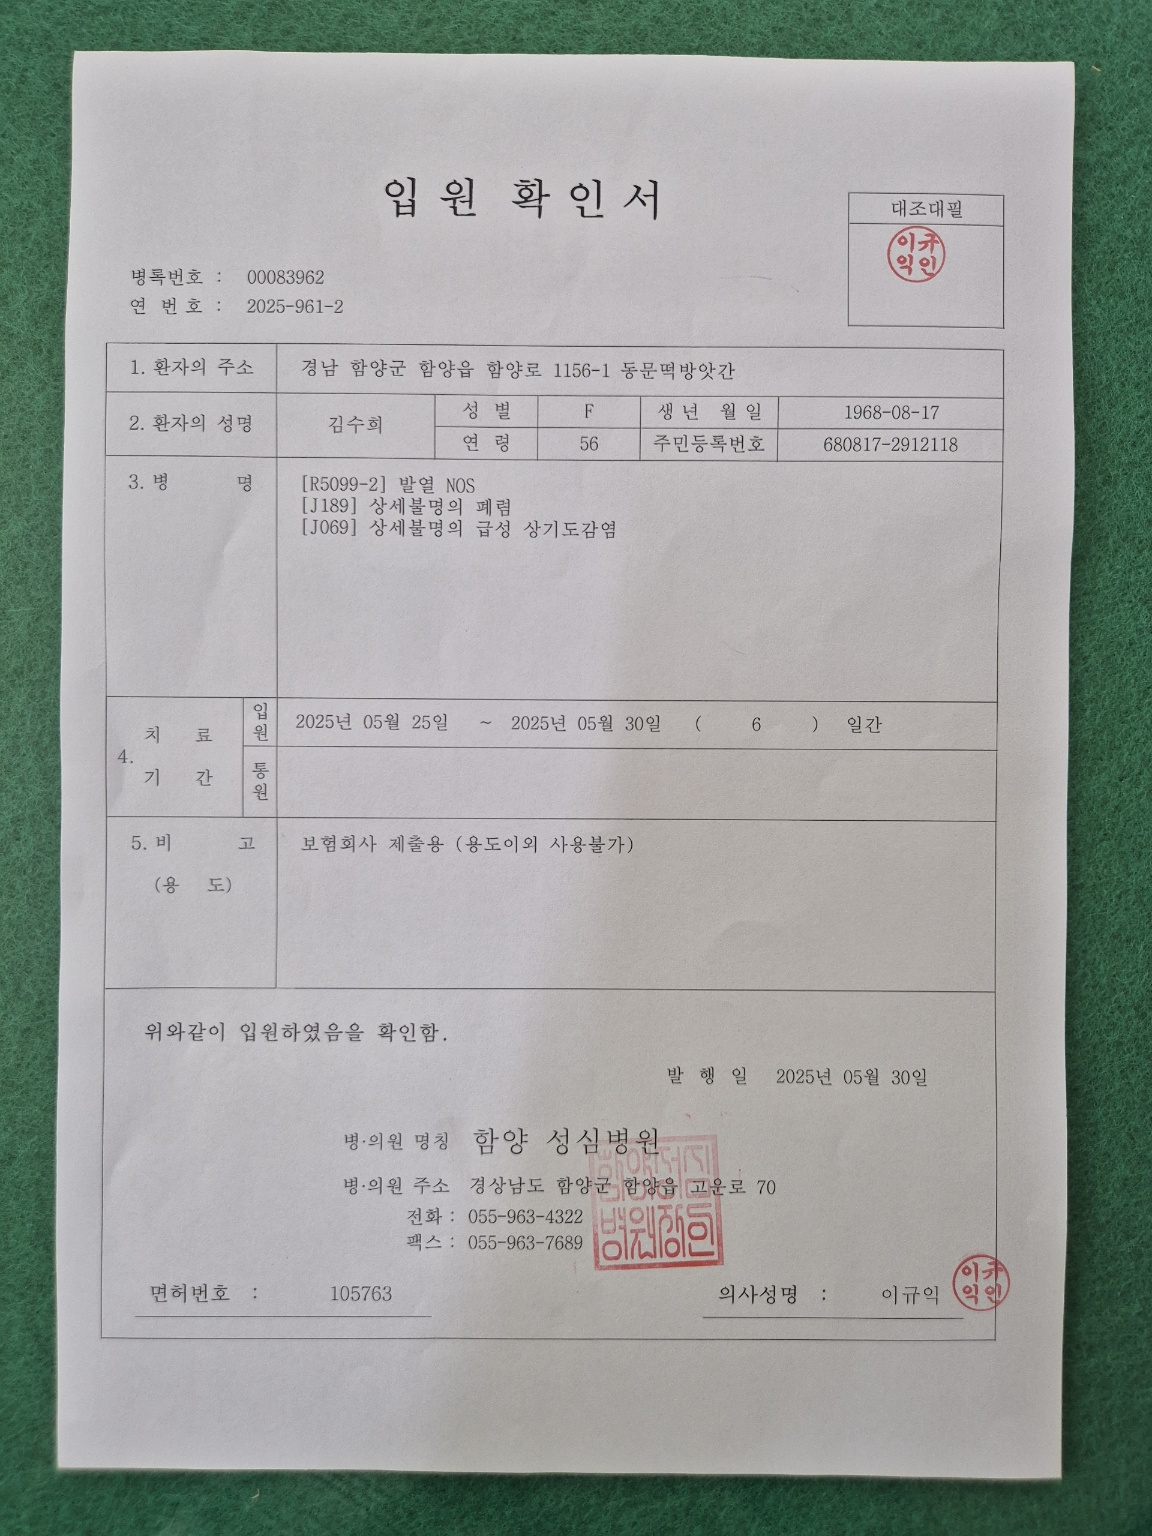 입 원 확 인 서
대조대필
이규익인
병록번호 : 00083962
연 번 호 : 2025-961-2
1. 환자의 주소 경남 함양군 함양읍 함양로 1156-1 동문떡방앗간
2. 환자의 성명 김수희 성 별 F 생 년 월 일 1968-08-17
연 령 56 주민등록번호 680817-2912118
3. 병 명 [R5099-2] 발열 NOS
[J189] 상세불명의 폐렴
[J069] 상세불명의 급성 상기도감염
4. 치 료 기 간 입원 2025년 05월 25일 ~ 2025년 05월 30일 ( 6 ) 일간
통원
5. 비 고 보험회사 제출용 (용도이외 사용불가)
(용 도)
위와같이 입원하였음을 확인함.
발 행 일 2025년 05월 30일
병·의원 명칭 함양 성심병원
병·의원 주소 경상남도 함양군 함양읍 고운로 70
전화 : 055-963-4322
팩스 : 055-963-7689
면허번호 : 105763 의사성명 : 이규익
이규익인